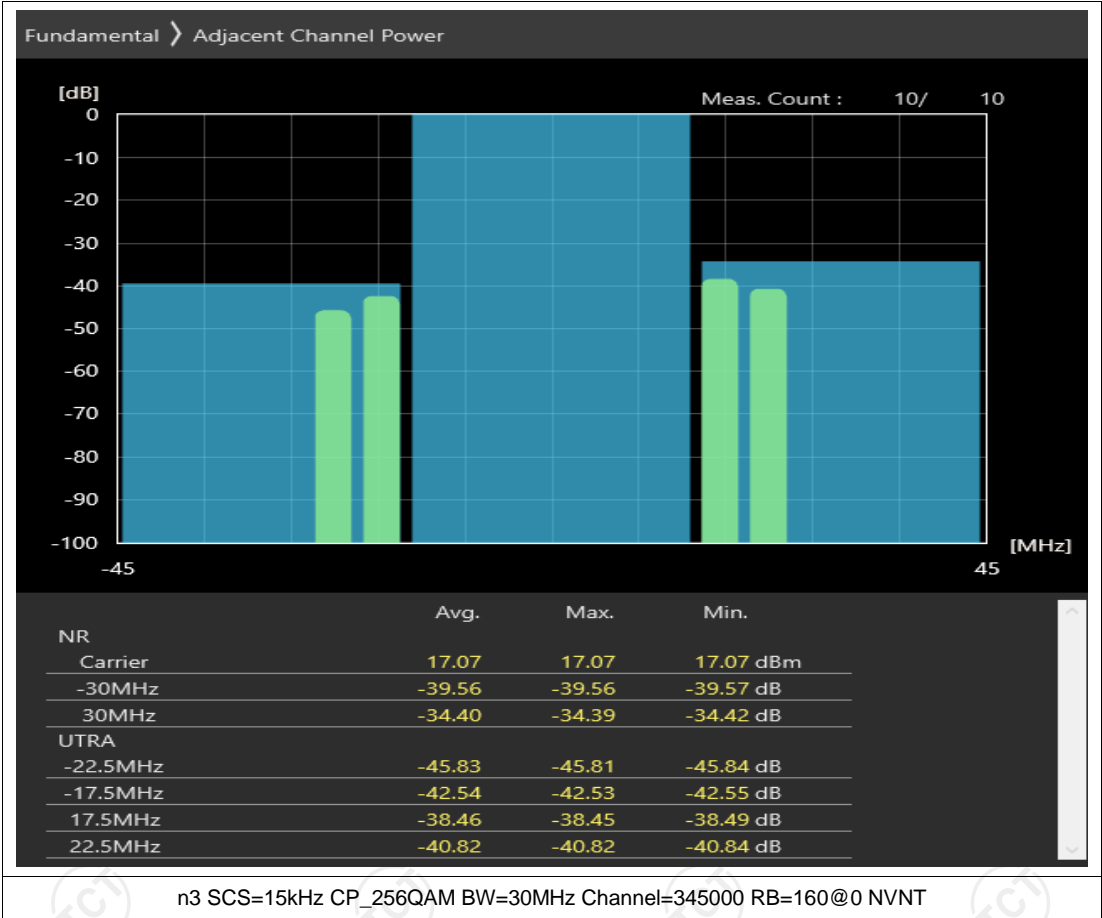 Fundamental ❯ Adjacent Channel Power
[dB]
Meas. Count : 10/ 10
0
-10
-20
-30
-40
-50
-60
-70
-80
-90
-100
[MHz]
-45 45
Avg. Max. Min.
NR
Carrier 17.07 17.07 17.07 dBm
-30MHz -39.56 -39.56 -39.57 dB
30MHz -34.40 -34.39 -34.42 dB
UTRA
-22.5MHz -45.83 -45.81 -45.84 dB
-17.5MHz -42.54 -42.53 -42.55 dB
17.5MHz -38.46 -38.45 -38.49 dB
22.5MHz -40.82 -40.82 -40.84 dB
n3 SCS=15kHz CP_256QAM BW=30MHz Channel=345000 RB=160@0 NVNT
TCT TCT TCT TCT